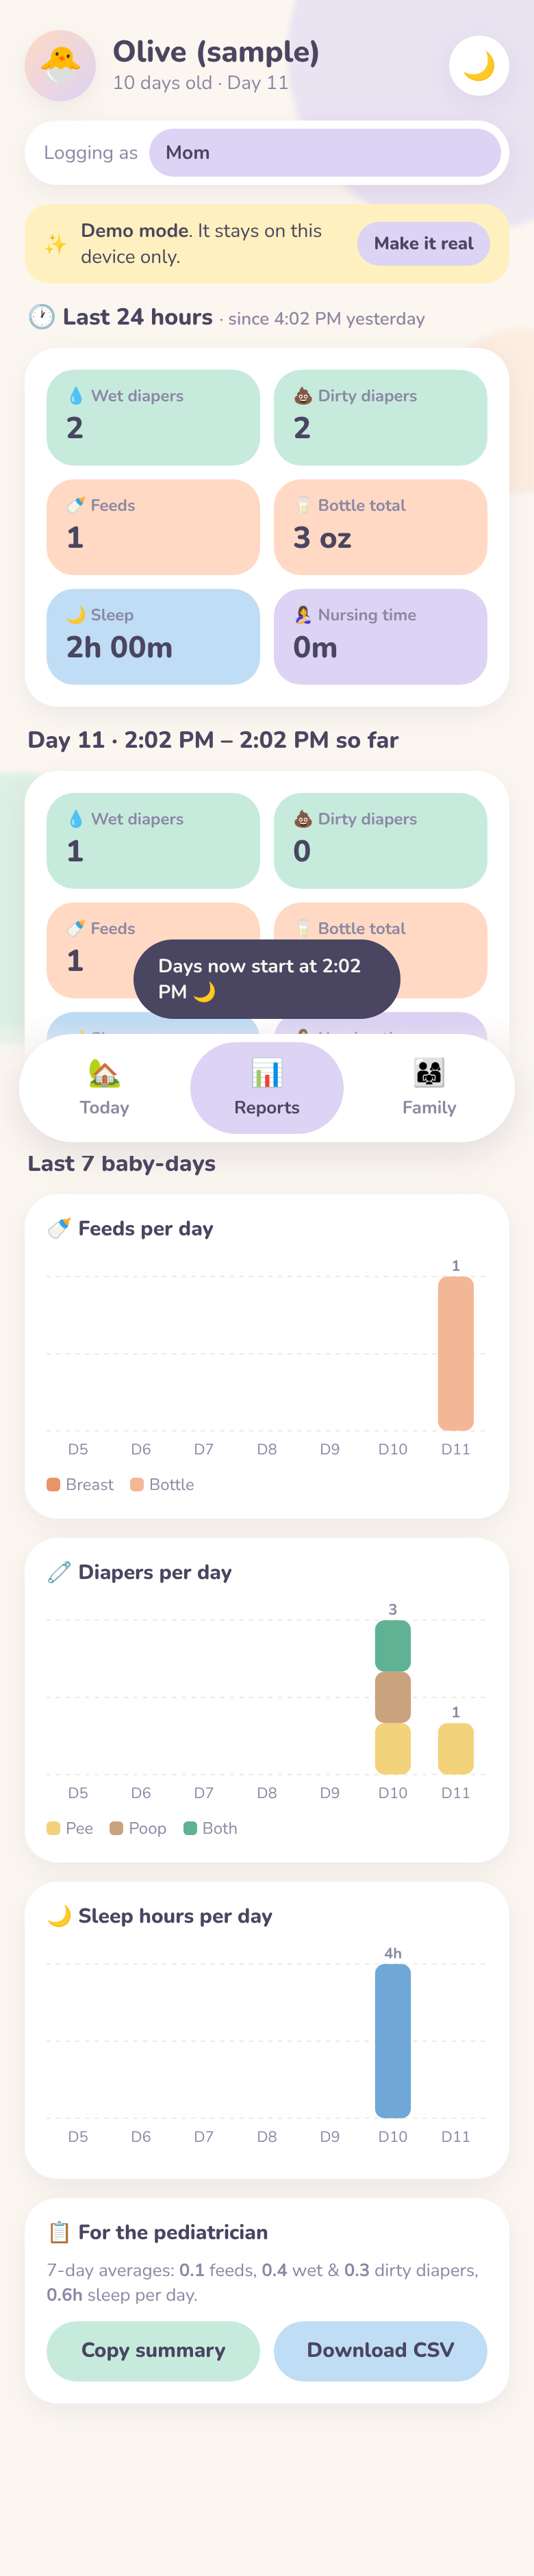 Olive (sample)
10 days old · Day 11
Logging as
Mom
Demo mode. It stays on this
device only.
Make it real
Last 24 hours · since 4:02 PM yesterday
Wet diapers
2
Dirty diapers
2
Feeds
1
Bottle total
3 oz
Sleep
2h 00m
Nursing time
0m
Day 11 · 2:02 PM – 2:02 PM so far
Wet diapers
1
Dirty diapers
0
Feeds
1
Bottle total
Days now start at 2:02
PM
Today
Reports
Family
Last 7 baby-days
Feeds per day
1
D5 D6 D7 D8 D9 D10 D11
Breast Bottle
Diapers per day
3
1
D5 D6 D7 D8 D9 D10 D11
Pee Poop Both
Sleep hours per day
4h
D5 D6 D7 D8 D9 D10 D11
For the pediatrician
7-day averages: 0.1 feeds, 0.4 wet & 0.3 dirty diapers,
0.6h sleep per day.
Copy summary
Download CSV